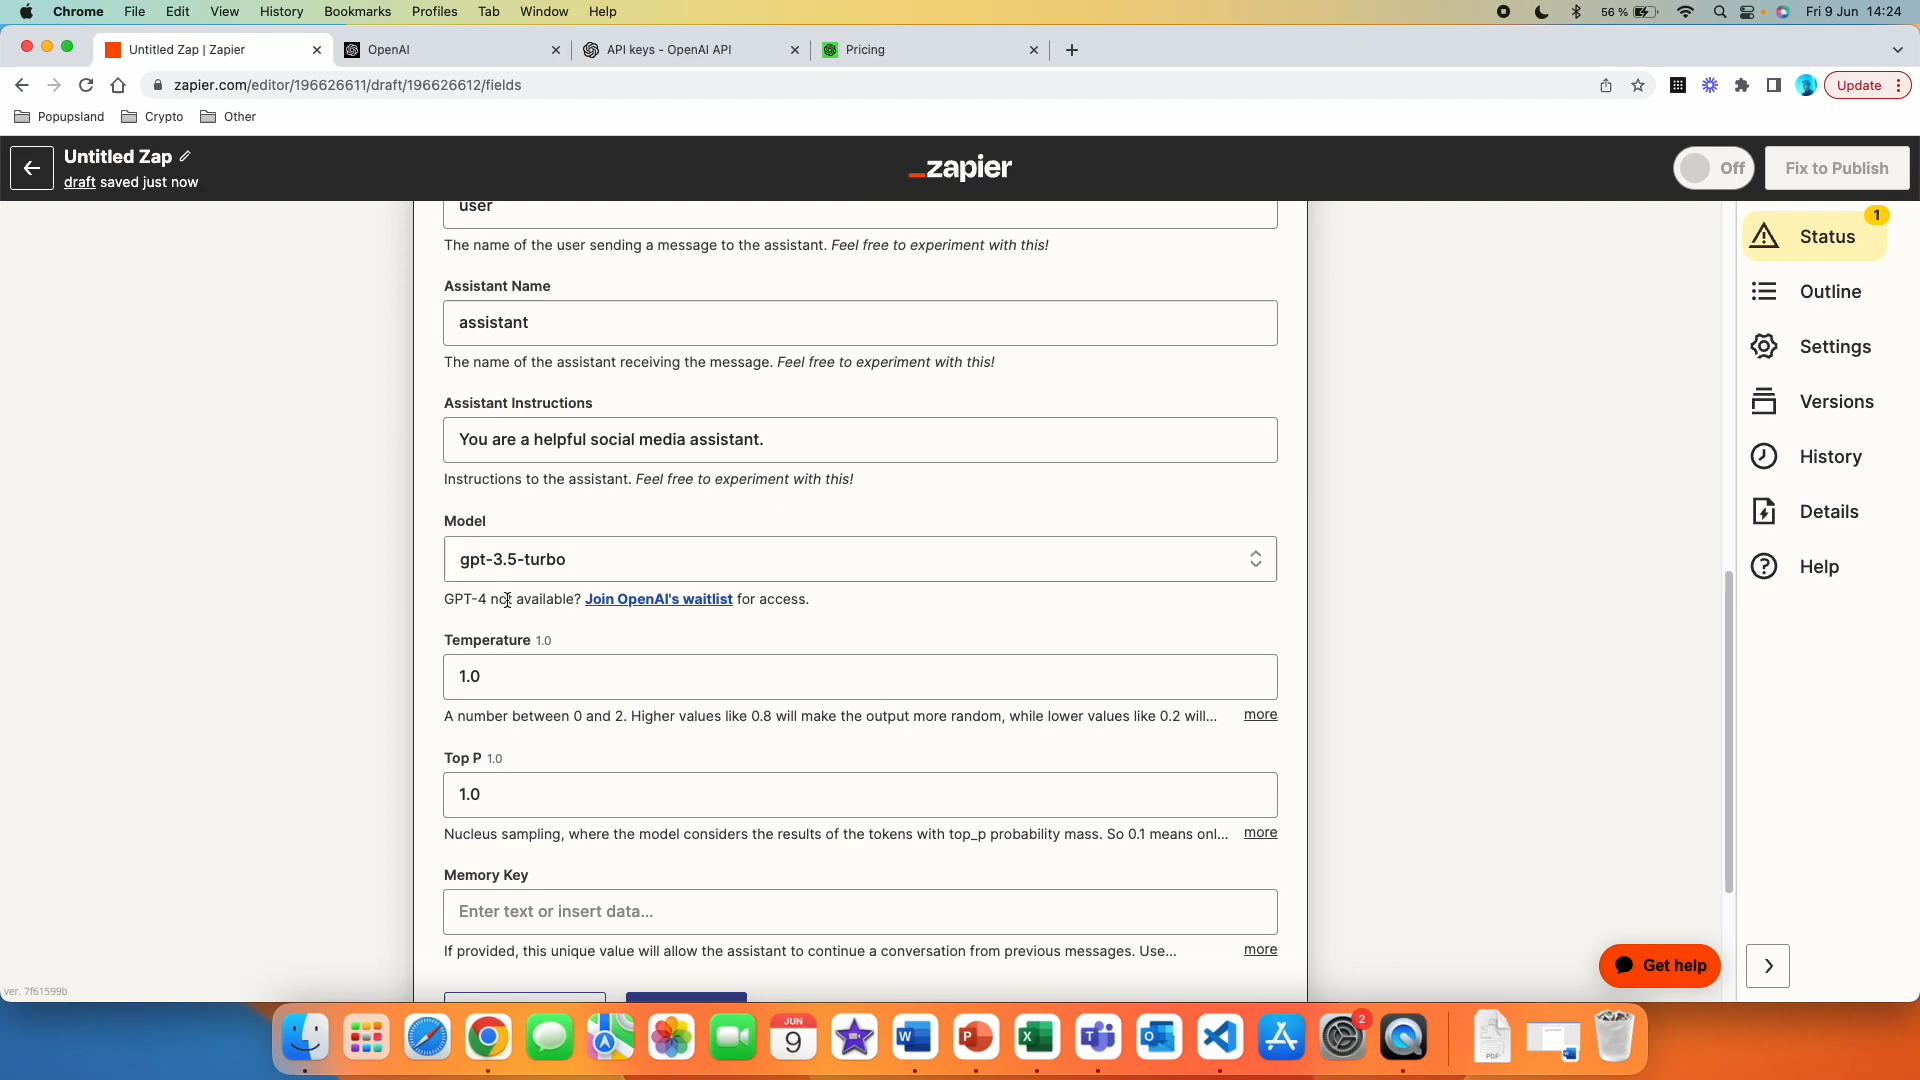 Chrome File Edit View History Bookmarks Profiles Tab Window Help 56 % Fri 9 Jun 14:24
Untitled Zap | Zapier OpenAI API keys - OpenAI API Pricing
zapier.com/editor/196626611/draft/196626612/fields Update
Popupsland Crypto Other
Untitled Zap
draft saved just now
_zapier
Off
Fix to Publish
user
The name of the user sending a message to the assistant. Feel free to experiment with this!
Assistant Name
assistant
The name of the assistant receiving the message. Feel free to experiment with this!
Assistant Instructions
You are a helpful social media assistant.
Instructions to the assistant. Feel free to experiment with this!
Model
gpt-3.5-turbo
GPT-4 not available? Join OpenAI's waitlist for access.
Temperature 1.0
1.0
A number between 0 and 2. Higher values like 0.8 will make the output more random, while lower values like 0.2 will... more
Top P 1.0
1.0
Nucleus sampling, where the model considers the results of the tokens with top_p probability mass. So 0.1 means onl... more
Memory Key
Enter text or insert data...
If provided, this unique value will allow the assistant to continue a conversation from previous messages. Use... more
1
Status
Outline
Settings
Versions
History
Details
Help
Get help
ver. 7f61599b
JUN
9
2
PDF